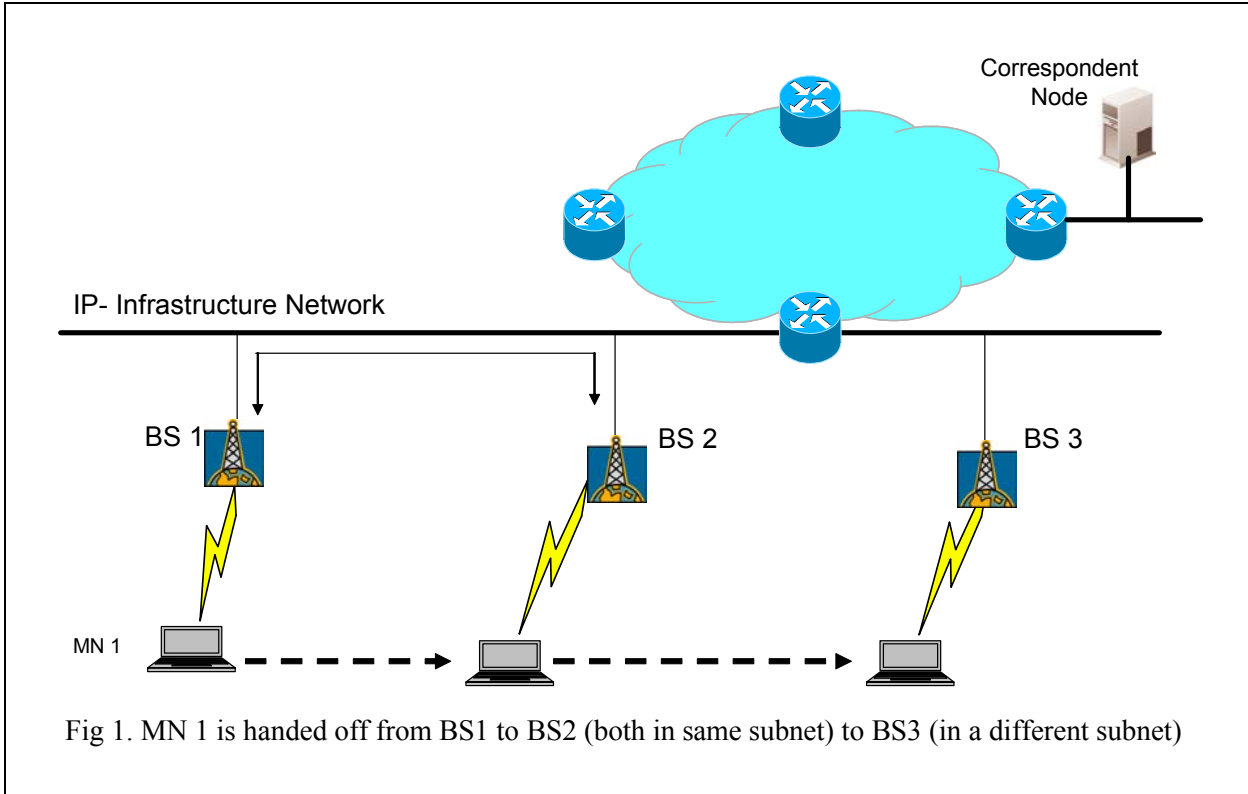 Correspondent
Node
IP- Infrastructure Network
BS 1
BS 2
BS 3
MN 1
Fig 1. MN 1 is handed off from BS1 to BS2 (both in same subnet) to BS3 (in a different subnet)